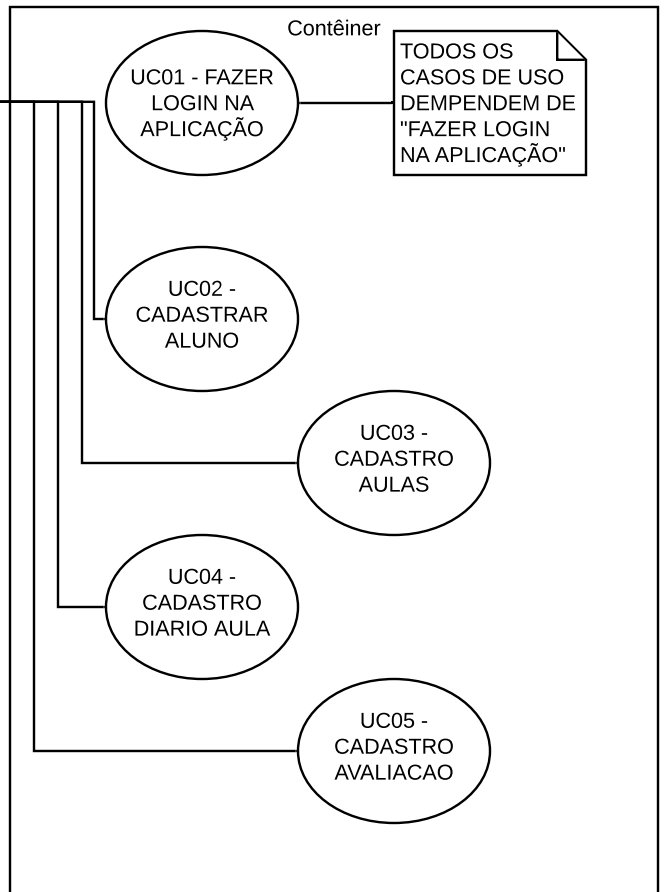 Contêiner
UC01 - FAZER
LOGIN NA
APLICAÇÃO
TODOS OS
CASOS DE USO
DEMPENDEM DE
"FAZER LOGIN
NA APLICAÇÃO"
UC02 -
CADASTRAR
ALUNO
UC03 -
CADASTRO
AULAS
UC04 -
CADASTRO
DIARIO AULA
UC05 -
CADASTRO
AVALIACAO